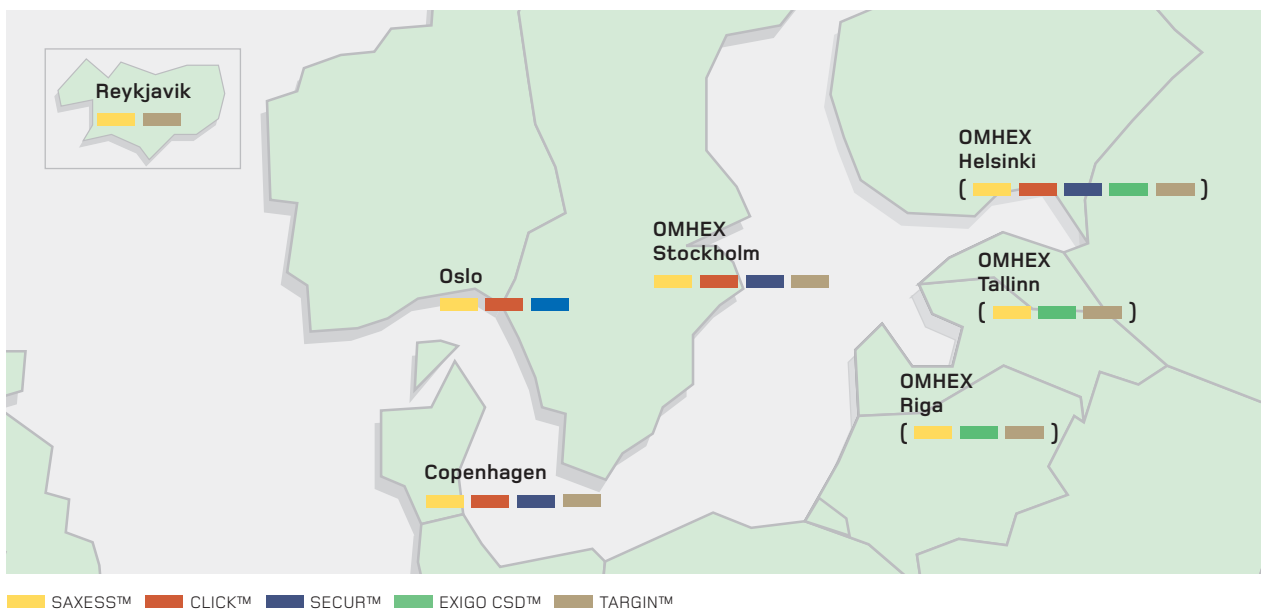 Reykjavik
OMHEX
Helsinki
( )
OMHEX
Stockholm
OMHEX
Tallinn
( )
Oslo
OMHEX
Riga
( )
Copenhagen
SAXESS™ CLICK™ SECUR™ EXIGO CSD™ TARGIN™